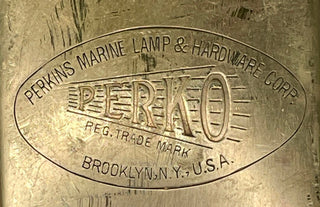 PERKINS MARINE LAMP & HARDWARE CORP.
PERKO
REG. TRADE MARK
BROOKLYN, N.Y., U.S.A.